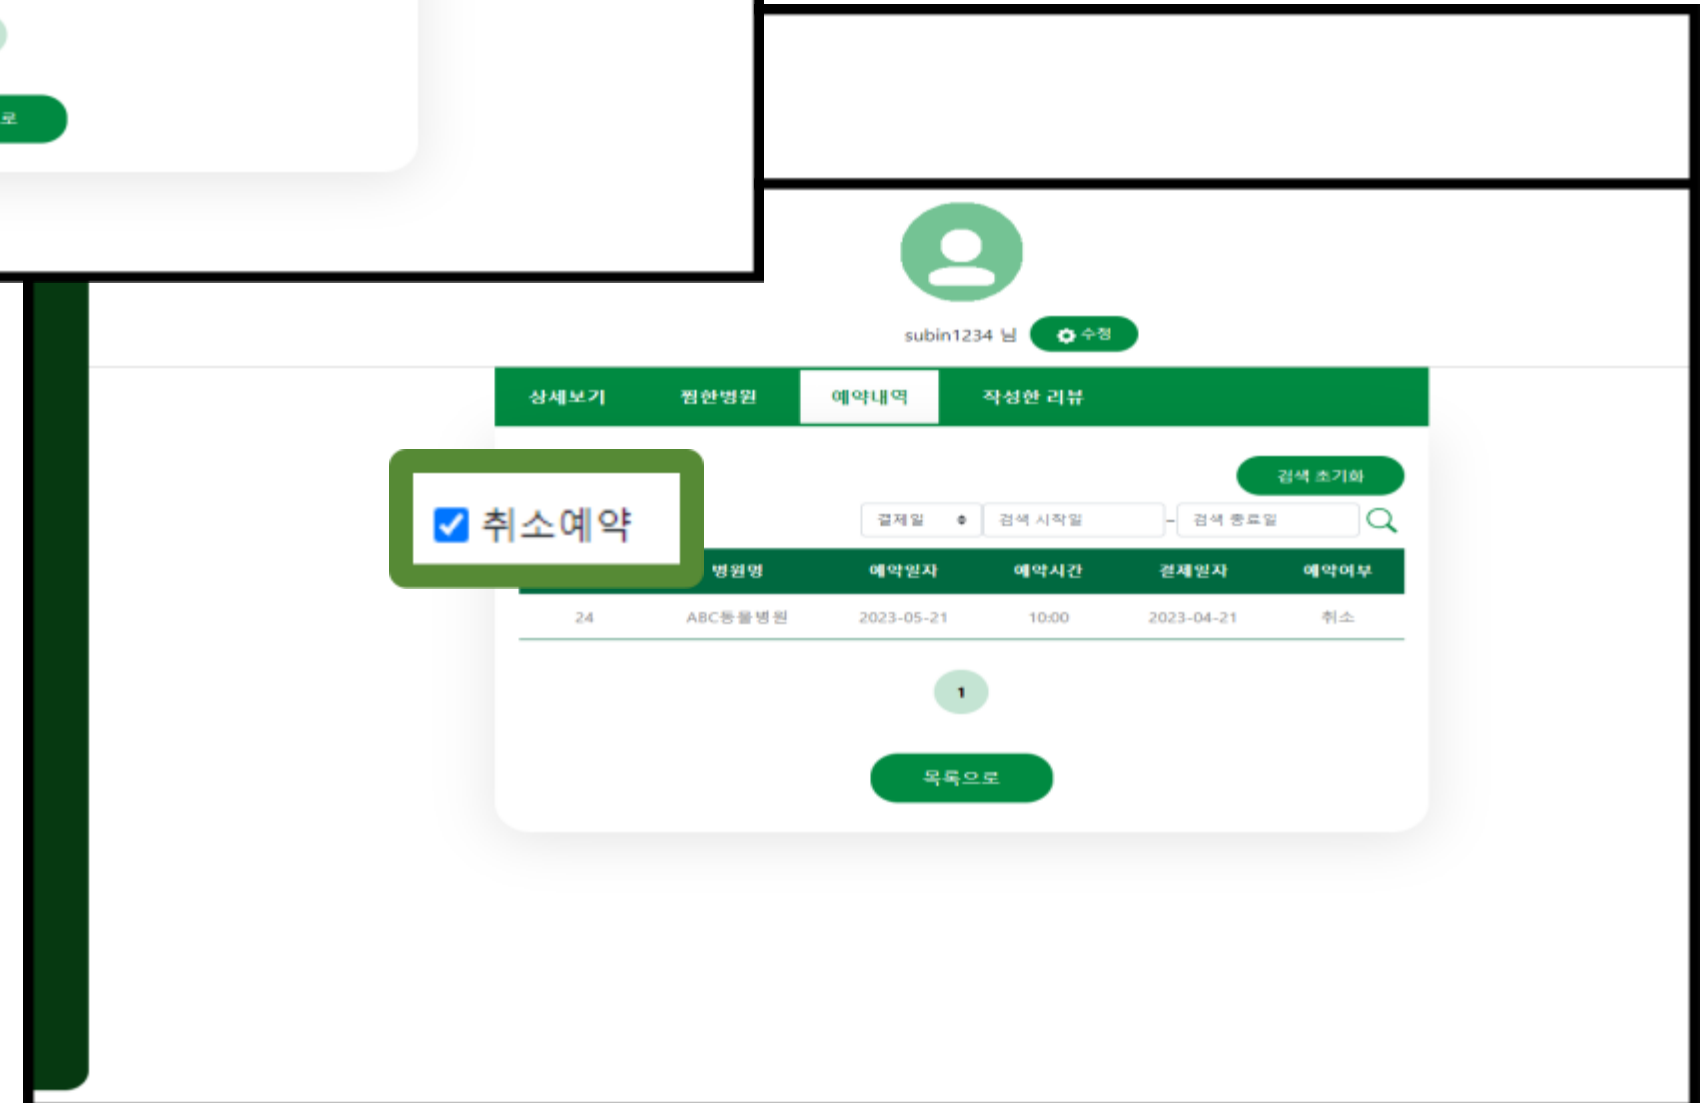 로
subin1234 님 수정
상세보기 찜한병원 예약내역 작성한 리뷰
검색 초기화
취소예약
결제일 검색 시작일 - 검색 종료일
병원명 예약일자 예약시간 결제일자 예약여부
24 ABC동물병원 2023-05-21 10:00 2023-04-21 취소
1
목록으로